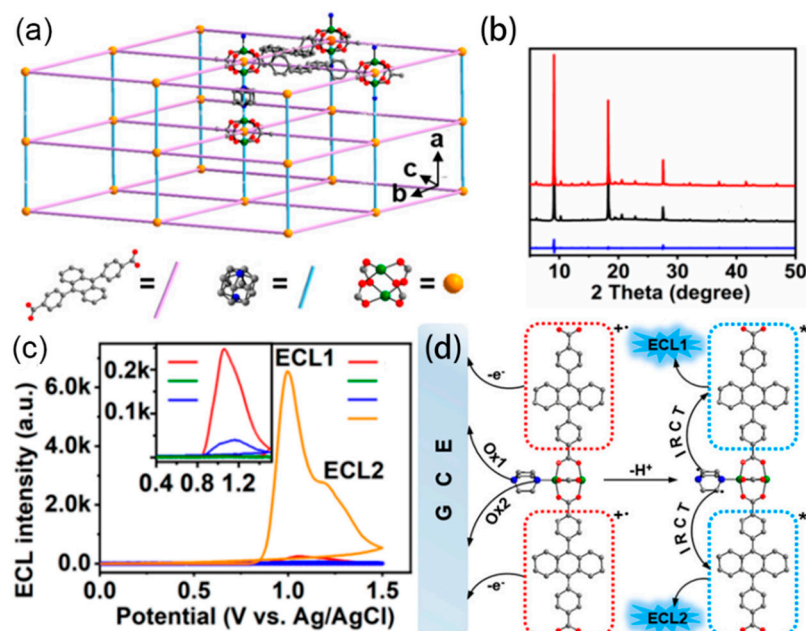 (a)
a
c
b
=
=
=
(b)
10 20 30 40 50
2 Theta (degree)
(c)
ECL intensity (a.u.)
6.0k
4.0k
2.0k
0.0
0.2k
0.1k
0.4 0.8 1.2
ECL1
ECL2
0.0 0.5 1.0 1.5
Potential (V vs. Ag/AgCl)
(d)
GCE
-e-
Ox1
Ox2
-e-
+•
+•
-H+
ECL1
*
IRCT
IRCT
*
ECL2